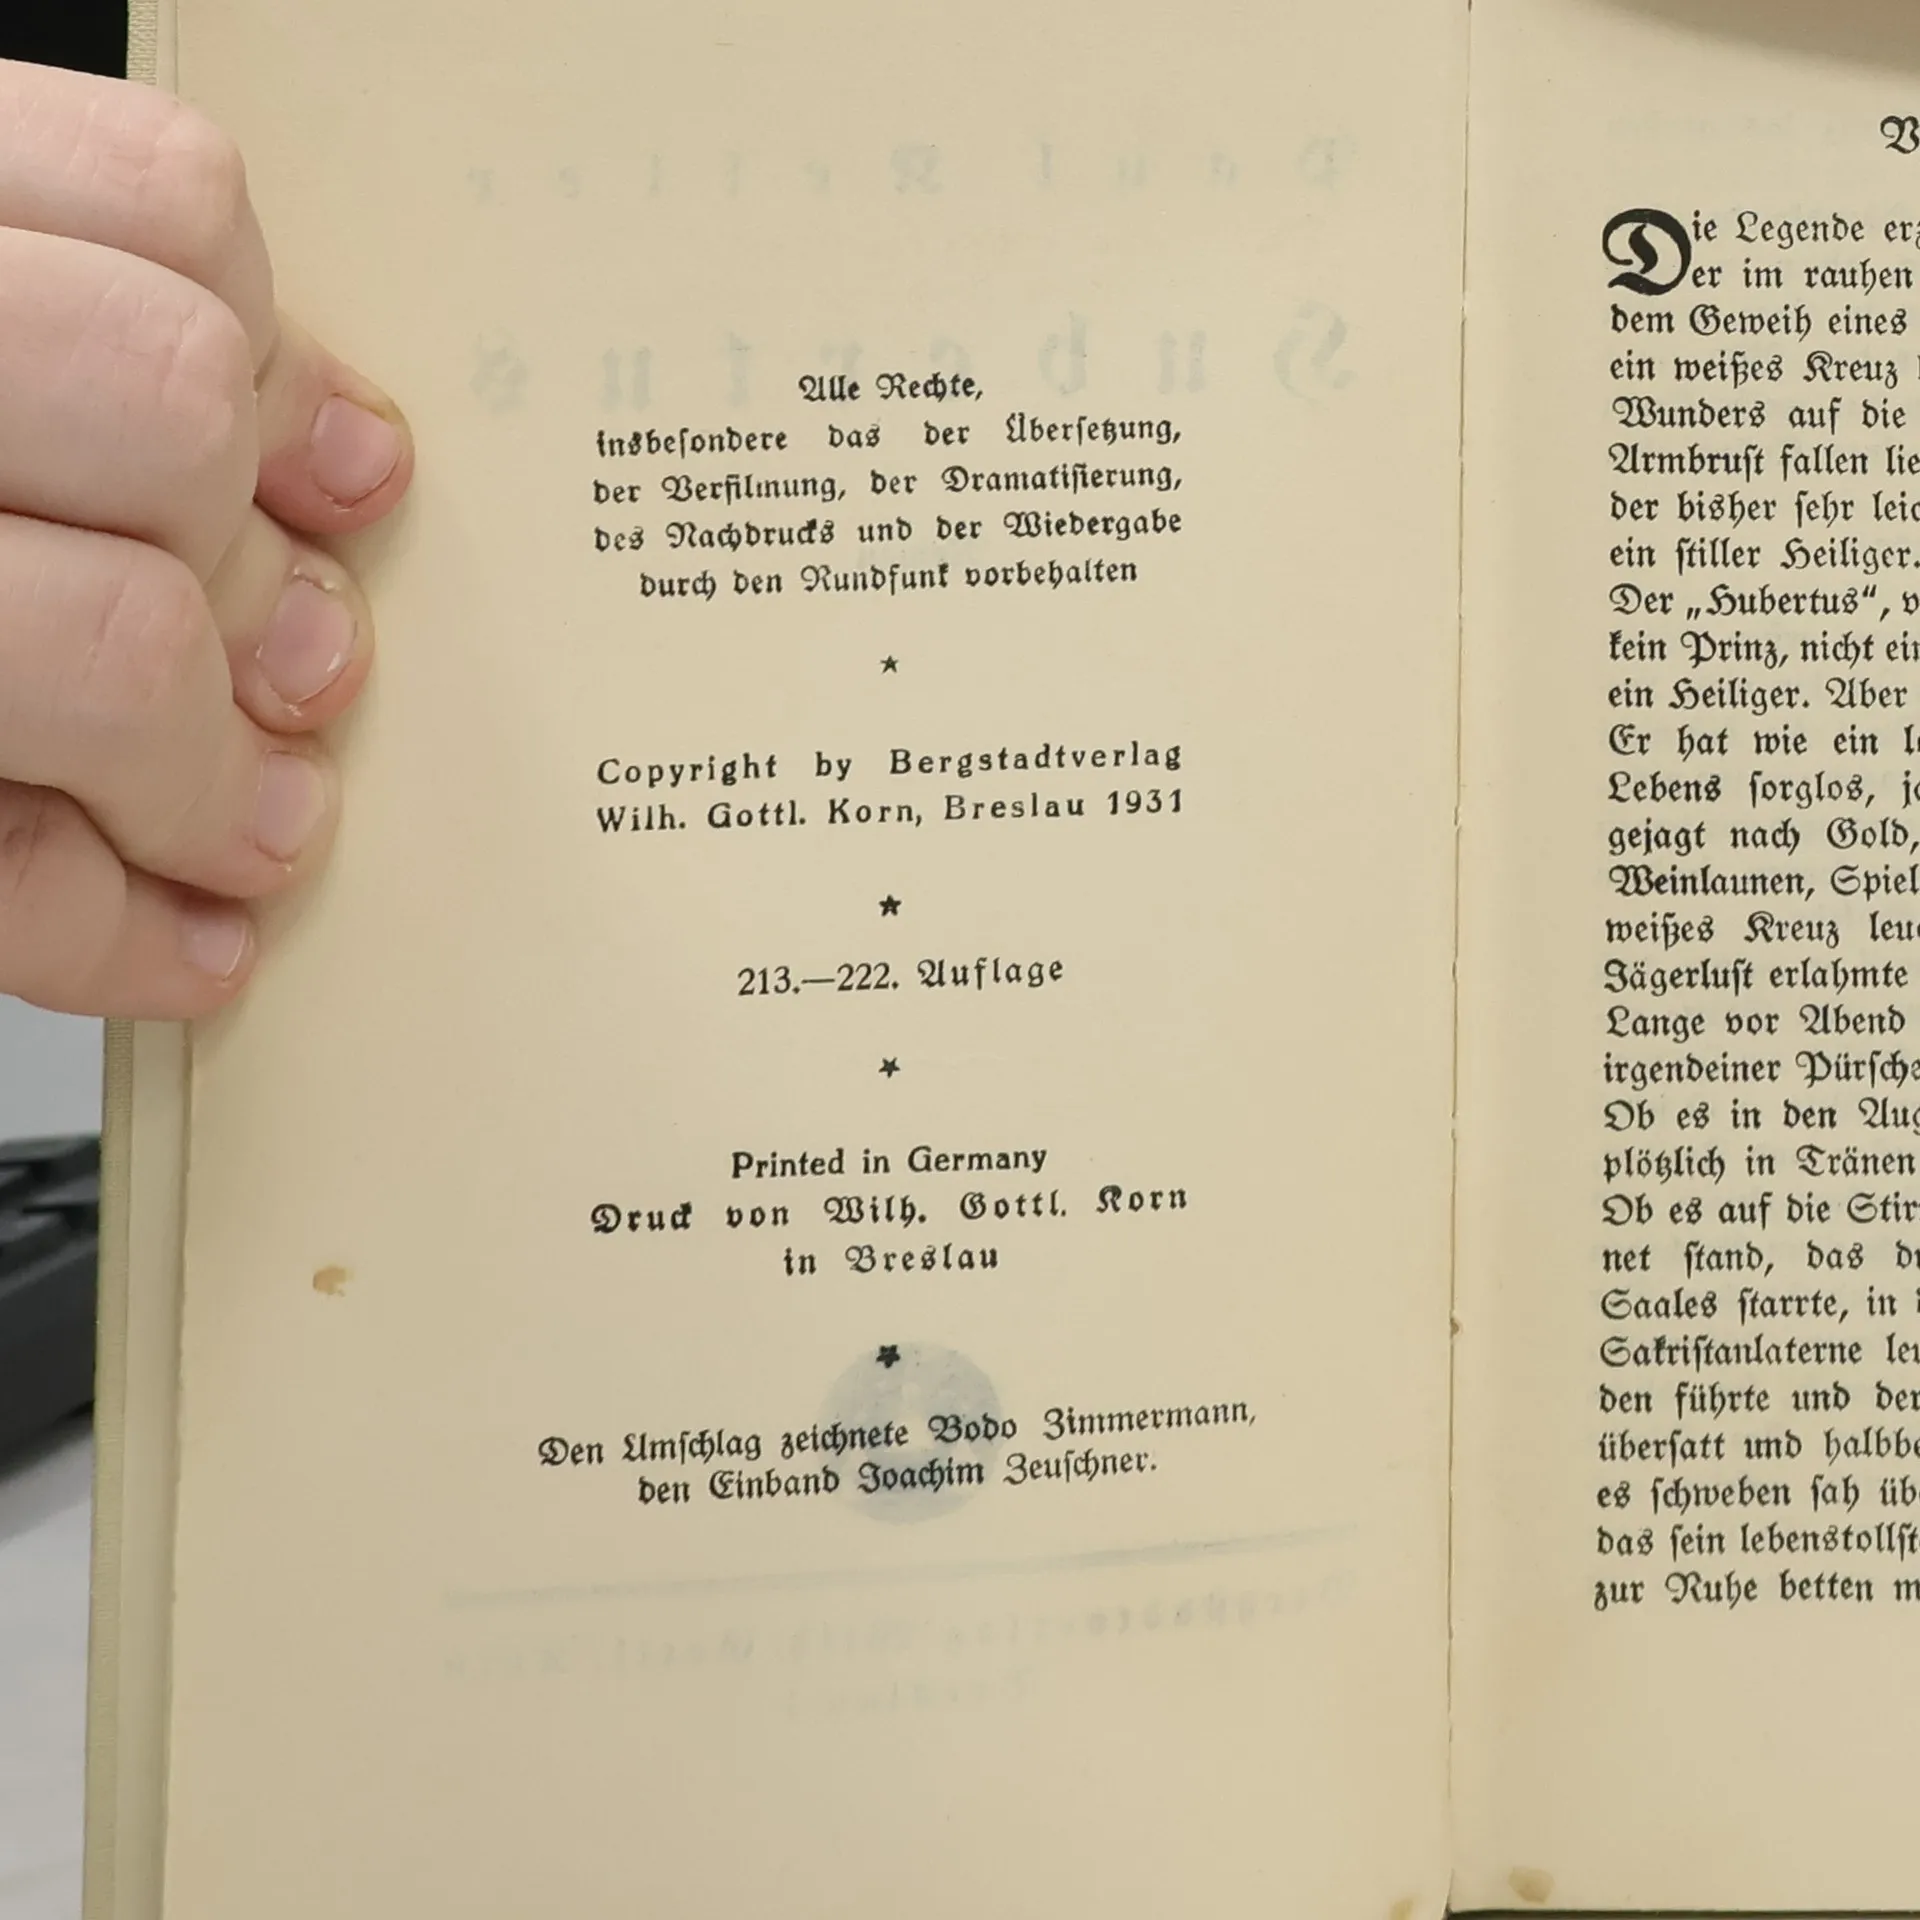 Alle Rechte,
insbesondere das der Übersetzung,
der Verfilmung, der Dramatisierung,
des Nachdrucks und der Wiedergabe
durch den Rundfunk vorbehalten
Copyright by Bergstadtverlag
Wilh. Gottl. Korn, Breslau 1931
213.—222. Auflage
Printed in Germany
Druck von Wilh. Gottl. Korn
in Breslau
Den Umschlag zeichnete Bodo Zimmermann,
den Einband Joachim Zeuschner.
Die Legende
Der im rauhen
dem Geweih eines
ein weißes Kreuz
Wunders auf die
Armbrust fallen
der bisher sehr
ein stiller Heiliger.
Der „Hubertus“,
kein Prinz, nicht
ein Heiliger. Aber
Er hat wie ein
Lebens sorglos,
gejagt nach Gold,
Weinlaunen,
weißes Kreuz
Jägerlust erlahmte
Lange vor Abend
irgendeiner
Ob es in den
plötzlich in Tränen
Ob es auf die
net stand, das
Saales starrte, in
Sakristanlaterne
den führte und
übersatt und
es schweben sah
das sein
zur Ruhe betten